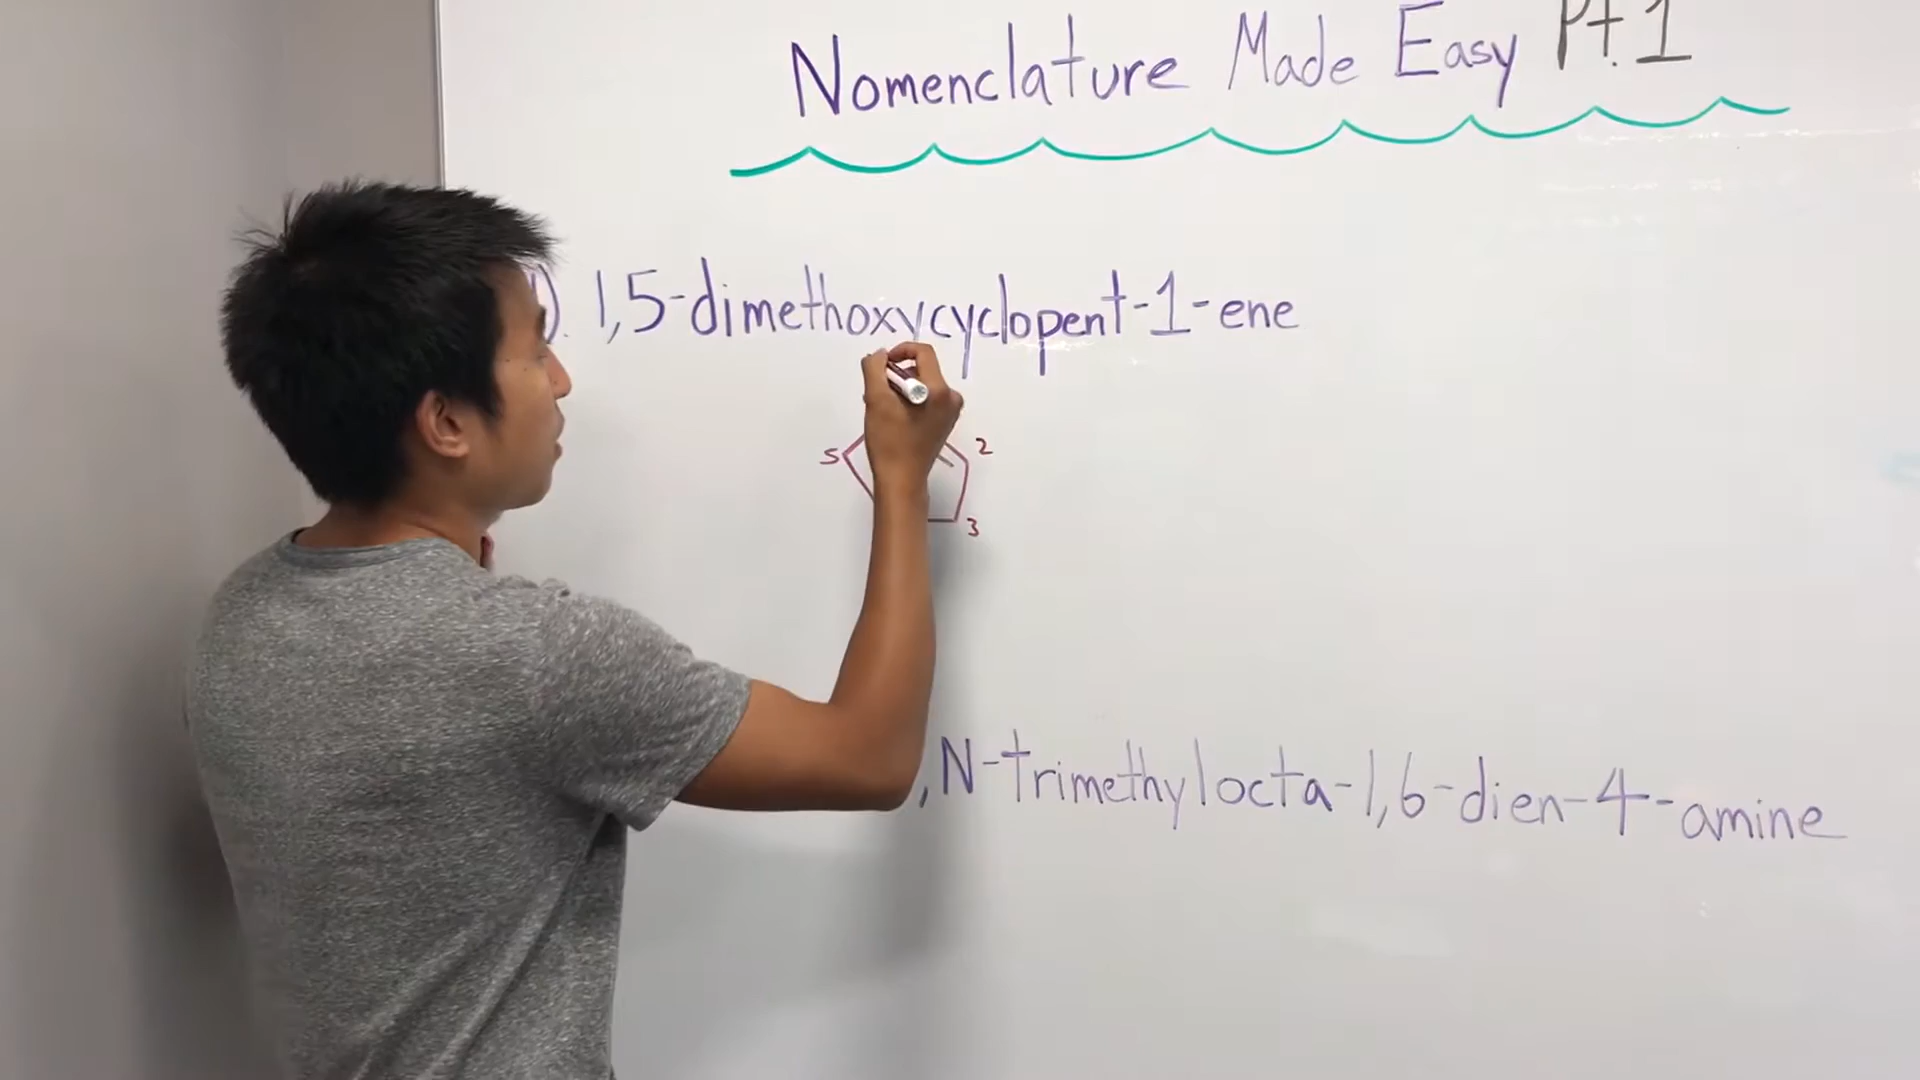 Nomenclature Made Easy Pt. 1
1,5-dimethoxycyclopent-1-ene
5
2
3
,N-trimethylocta-1,6-dien-4-amine